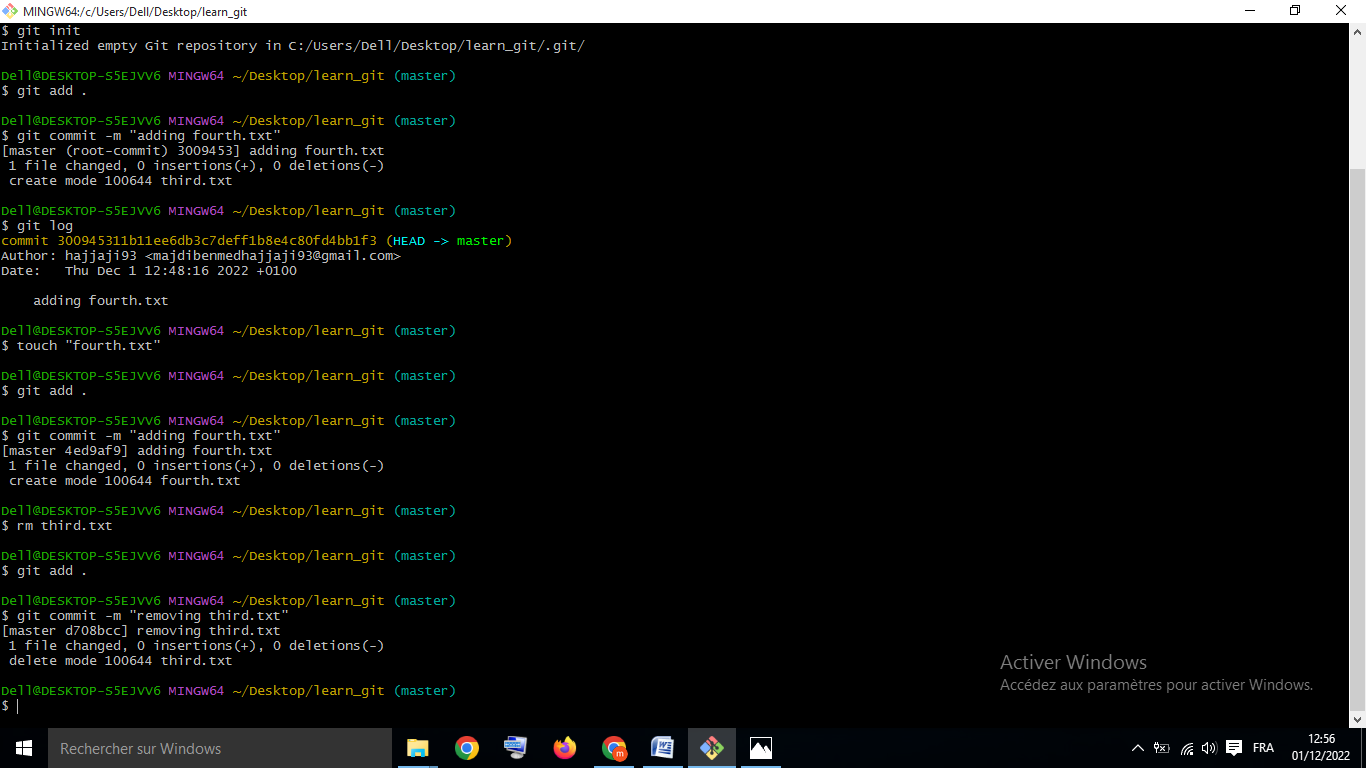 MINGW64:/c/Users/Dell/Desktop/learn_git
$ git init
Initialized empty Git repository in C:/Users/Dell/Desktop/learn_git/.git/
Dell@DESKTOP-S5EJVV6 MINGW64 ~/Desktop/learn_git (master)
$ git add .
Dell@DESKTOP-S5EJVV6 MINGW64 ~/Desktop/learn_git (master)
$ git commit -m "adding fourth.txt"
[master (root-commit) 3009453] adding fourth.txt
 1 file changed, 0 insertions(+), 0 deletions(-)
 create mode 100644 third.txt
Dell@DESKTOP-S5EJVV6 MINGW64 ~/Desktop/learn_git (master)
$ git log
commit 300945311b11ee6db3c7deff1b8e4c80fd4bb1f3 (HEAD -> master)
Author: hajjaji93 <majdibenmedhajjaji93@gmail.com>
Date:   Thu Dec 1 12:48:16 2022 +0100
    adding fourth.txt
Dell@DESKTOP-S5EJVV6 MINGW64 ~/Desktop/learn_git (master)
$ touch "fourth.txt"
Dell@DESKTOP-S5EJVV6 MINGW64 ~/Desktop/learn_git (master)
$ git add .
Dell@DESKTOP-S5EJVV6 MINGW64 ~/Desktop/learn_git (master)
$ git commit -m "adding fourth.txt"
[master 4ed9af9] adding fourth.txt
 1 file changed, 0 insertions(+), 0 deletions(-)
 create mode 100644 fourth.txt
Dell@DESKTOP-S5EJVV6 MINGW64 ~/Desktop/learn_git (master)
$ rm third.txt
Dell@DESKTOP-S5EJVV6 MINGW64 ~/Desktop/learn_git (master)
$ git add .
Dell@DESKTOP-S5EJVV6 MINGW64 ~/Desktop/learn_git (master)
$ git commit -m "removing third.txt"
[master d708bcc] removing third.txt
 1 file changed, 0 insertions(+), 0 deletions(-)
 delete mode 100644 third.txt
Dell@DESKTOP-S5EJVV6 MINGW64 ~/Desktop/learn_git (master)
$
Activer Windows
Accédez aux paramètres pour activer Windows.
Rechercher sur Windows
FRA
12:56
01/12/2022